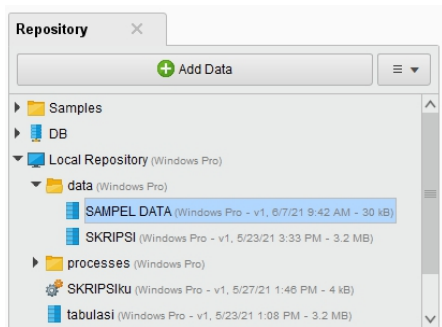 Repository
Add Data
Samples
DB
Local Repository (Windows Pro)
data (Windows Pro)
SAMPEL DATA (Windows Pro - v1, 6/7/21 9:42 AM - 30 kB)
SKRIPSI (Windows Pro - v1, 5/23/21 3:33 PM - 3.2 MB)
processes (Windows Pro)
SKRIPSIku (Windows Pro - v1, 5/27/21 1:46 PM - 4 kB)
tabulasi (Windows Pro - v1, 5/23/21 1:08 PM - 3.2 MB)